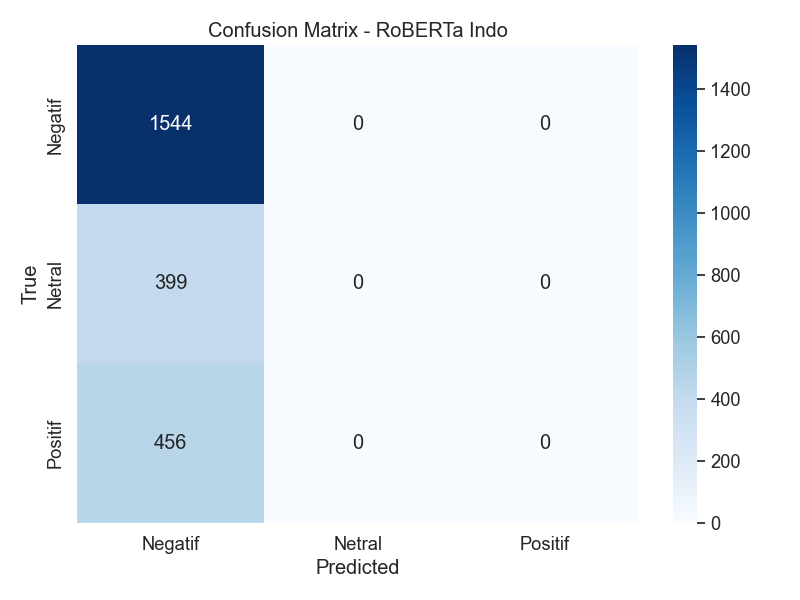 Confusion Matrix - RoBERTa Indo
True
Negatif
1544
0
0
Netral
399
0
0
Positif
456
0
0
Negatif
Netral
Positif
Predicted
1400
1200
1000
800
600
400
200
0